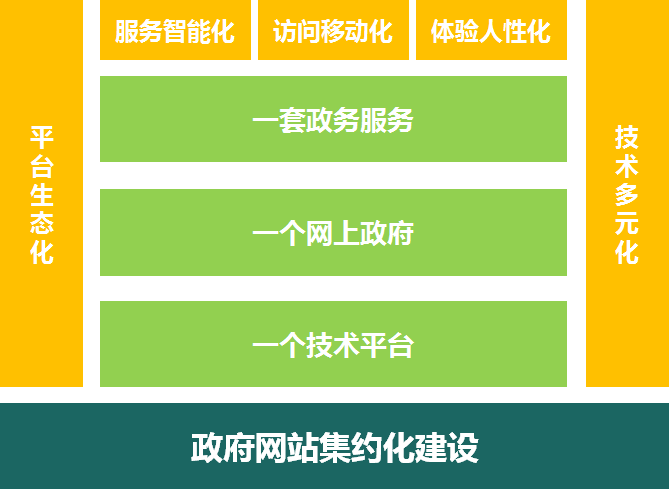 服务智能化
访问移动化
体验人性化
平台生态化
一套政务服务
一个网上政府
一个技术平台
技术多元化
政府网站集约化建设